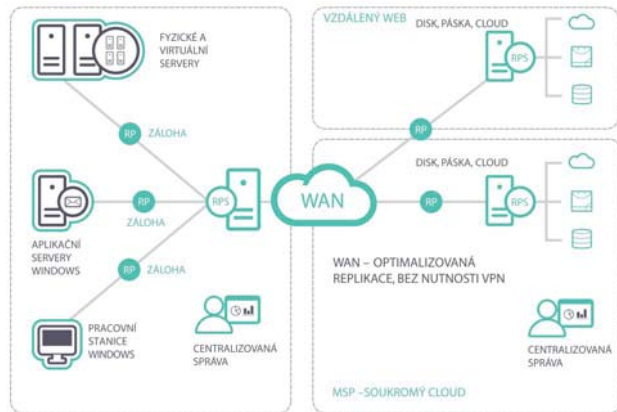 FYZICKÉ A
VIRTUÁLNÍ
SERVERY
RP
ZÁLOHA
RP
ZÁLOHA
RPS
APLIKAČNÍ
SERVERY
WINDOWS
RP
ZÁLOHA
PRACOVNÍ
STANICE
WINDOWS
CENTRALIZOVANÁ
SPRÁVA
WAN
VZDÁLENÝ WEB
DISK, PÁSKA, CLOUD
RPS
RP
DISK, PÁSKA, CLOUD
RP
RPS
WAN – OPTIMALIZOVANÁ
REPLIKACE, BEZ NUTNOSTI VPN
CENTRALIZOVANÁ
SPRÁVA
MSP –SOUKROMÝ CLOUD